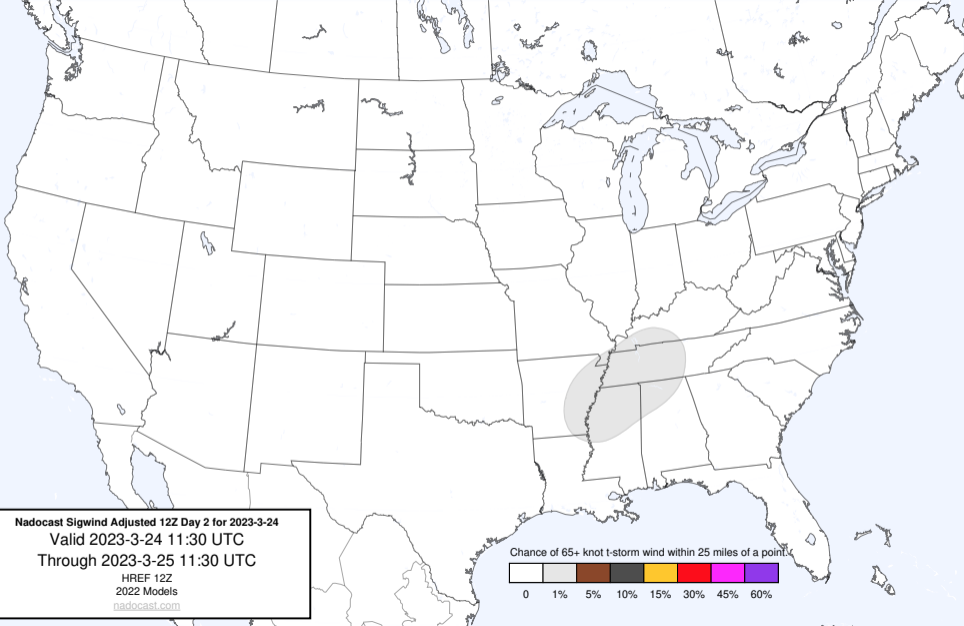 Nadocast Sigwind Adjusted 12Z Day 2 for 2023-3-24
Valid 2023-3-24 11:30 UTC
Through 2023-3-25 11:30 UTC
HREF 12Z
2022 Models
nadocast.com
Chance of 65+ knot t-storm wind within 25 miles of a point.
0 1% 5% 10% 15% 30% 45% 60%